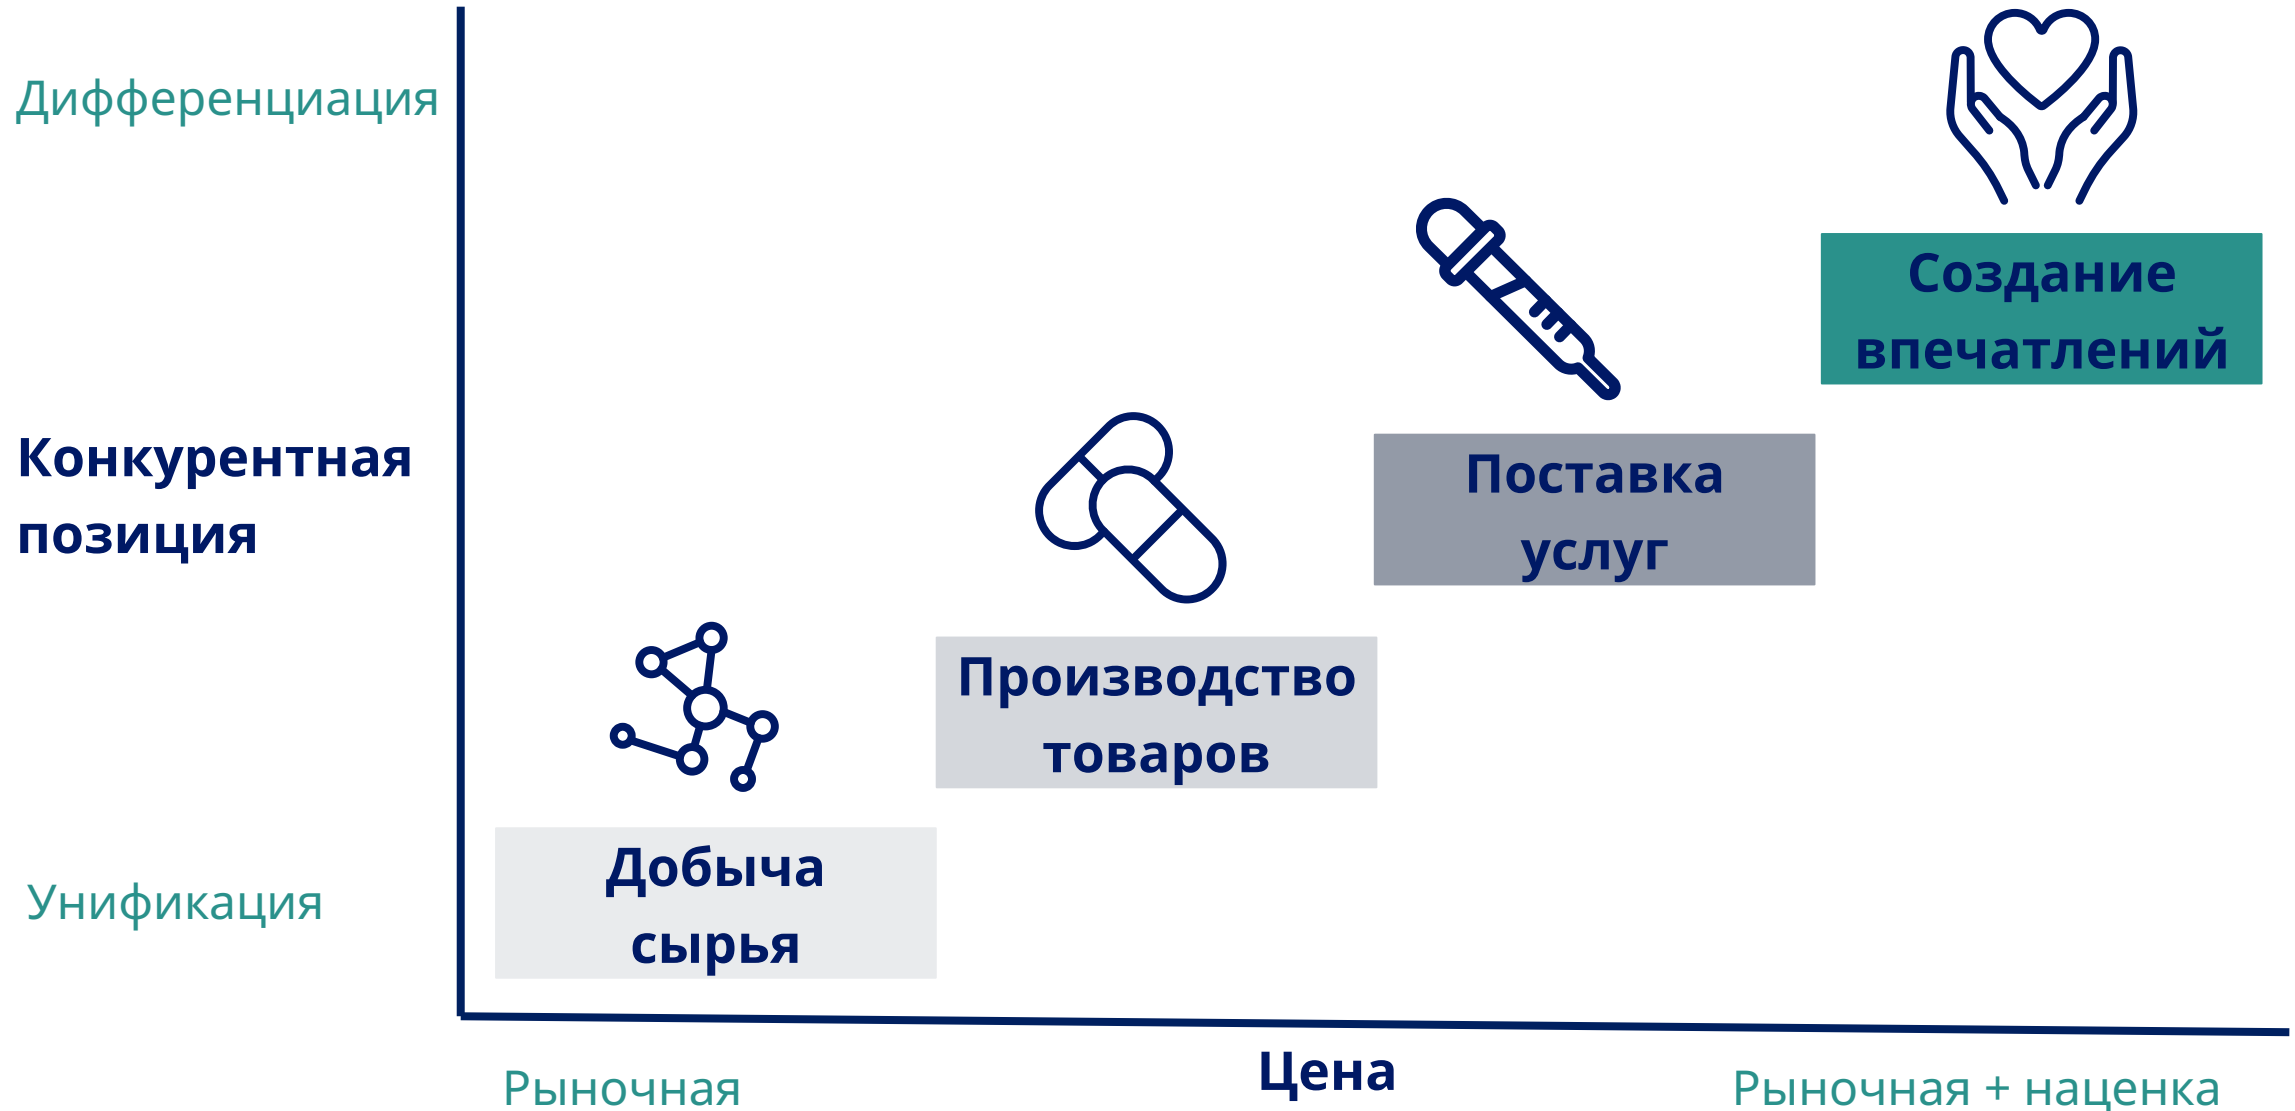 Дифференциация
Создание
впечатлений
Конкурентная
позиция
Поставка
услуг
Производство
товаров
Унификация
Добыча
сырья
Цена
Рыночная
Рыночная + наценка